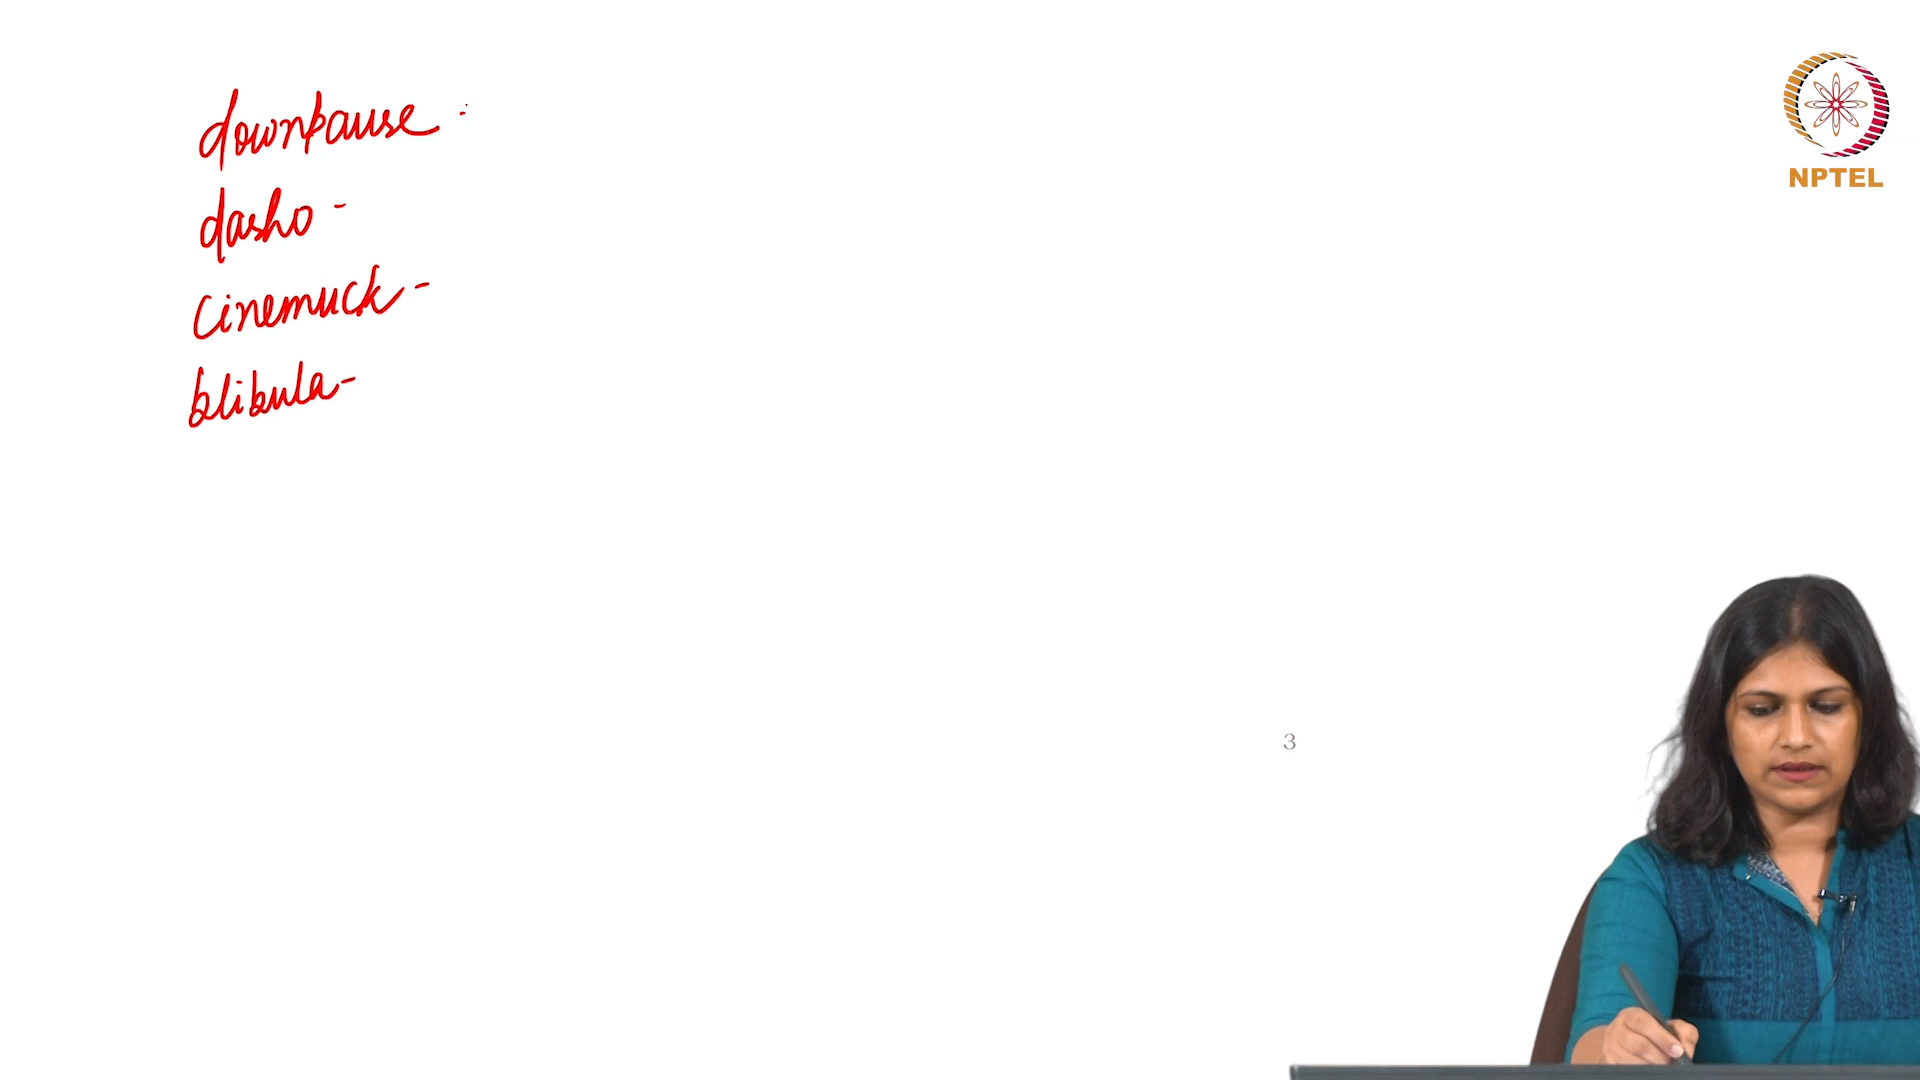 downpause :
dasho -
cinemuck -
blibula -
NPTEL
3